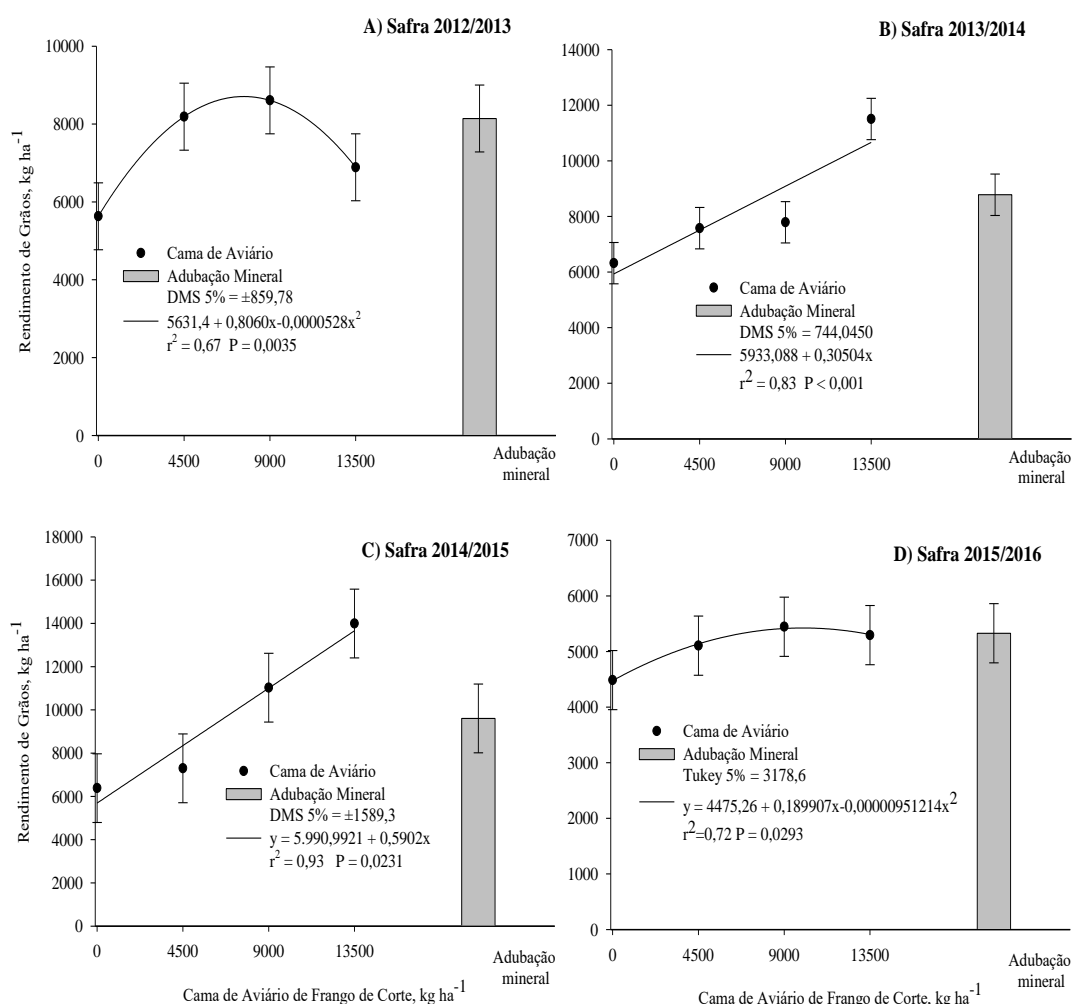 A) Safra 2012/2013
Rendimento de Grãos, kg ha⁻¹
10000
8000
6000
4000
2000
0
Cama de Aviário
Adubação Mineral
DMS 5% = ±859,78
5631,4 + 0,8060x-0,0000528x²
r² = 0,67 P = 0,0035
0 4500 9000 13500 Adubação
mineral
B) Safra 2013/2014
14000
12000
10000
8000
6000
4000
2000
0
Cama de Aviário
Adubação Mineral
DMS 5% = 744,0450
5933,088 + 0,30504x
r² = 0,83 P < 0,001
0 4500 9000 13500 Adubação
mineral
C) Safra 2014/2015
Rendimento de Grãos, kg ha⁻¹
18000
16000
14000
12000
10000
8000
6000
4000
2000
0
Cama de Aviário
Adubação Mineral
DMS 5% = ±1589,3
y = 5.990,9921 + 0,5902x
r² = 0,93 P = 0,0231
0 4500 9000 13500 Adubação
mineral
Cama de Aviário de Frango de Corte, kg ha⁻¹
D) Safra 2015/2016
7000
6000
5000
4000
3000
2000
1000
0
Cama de Aviário
Adubação Mineral
Tukey 5% = 3178,6
y = 4475,26 + 0,189907x-0,00000951214x²
r²=0,72 P = 0,0293
0 4500 9000 13500 Adubação
mineral
Cama de Aviário de Frango de Corte, kg ha⁻¹